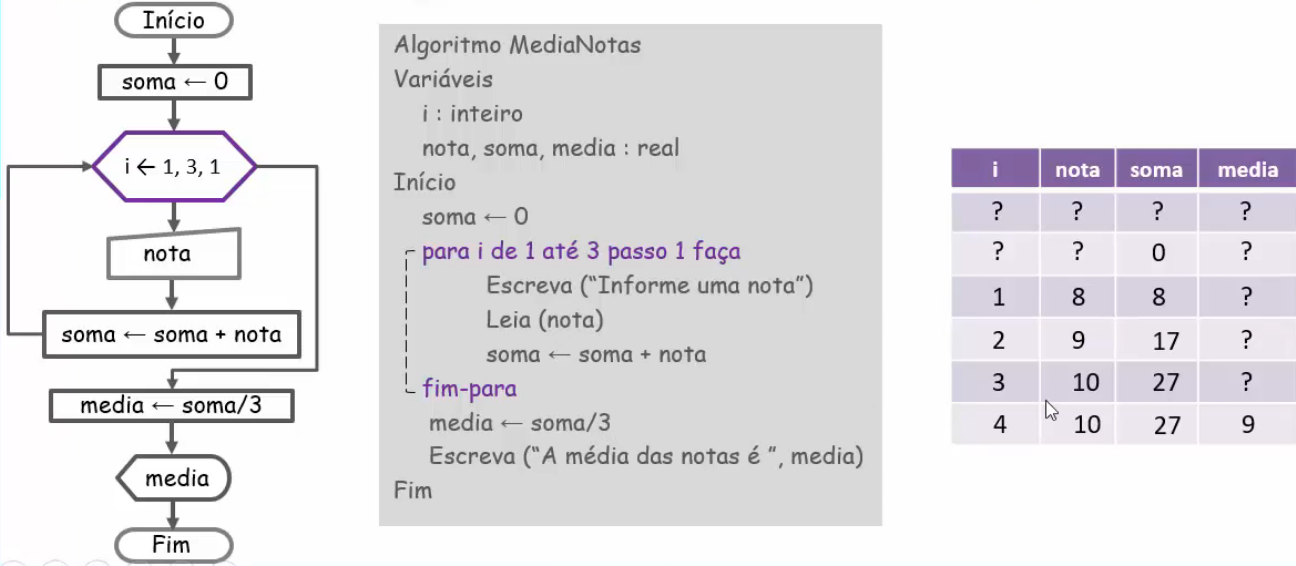 Início
soma ← 0
i ← 1, 3, 1
nota
soma ← soma + nota
media ← soma/3
media
Fim
Algoritmo MediaNotas
Variáveis
i : inteiro
nota, soma, media : real
Início
soma ← 0
para i de 1 até 3 passo 1 faça
Escreva (“Informe uma nota”)
Leia (nota)
soma ← soma + nota
fim-para
media ← soma/3
Escreva (“A média das notas é ”, media)
Fim
i nota soma media
? ? ? ?
? ? 0 ?
1 8 8 ?
2 9 17 ?
3 10 27 ?
4 10 27 9